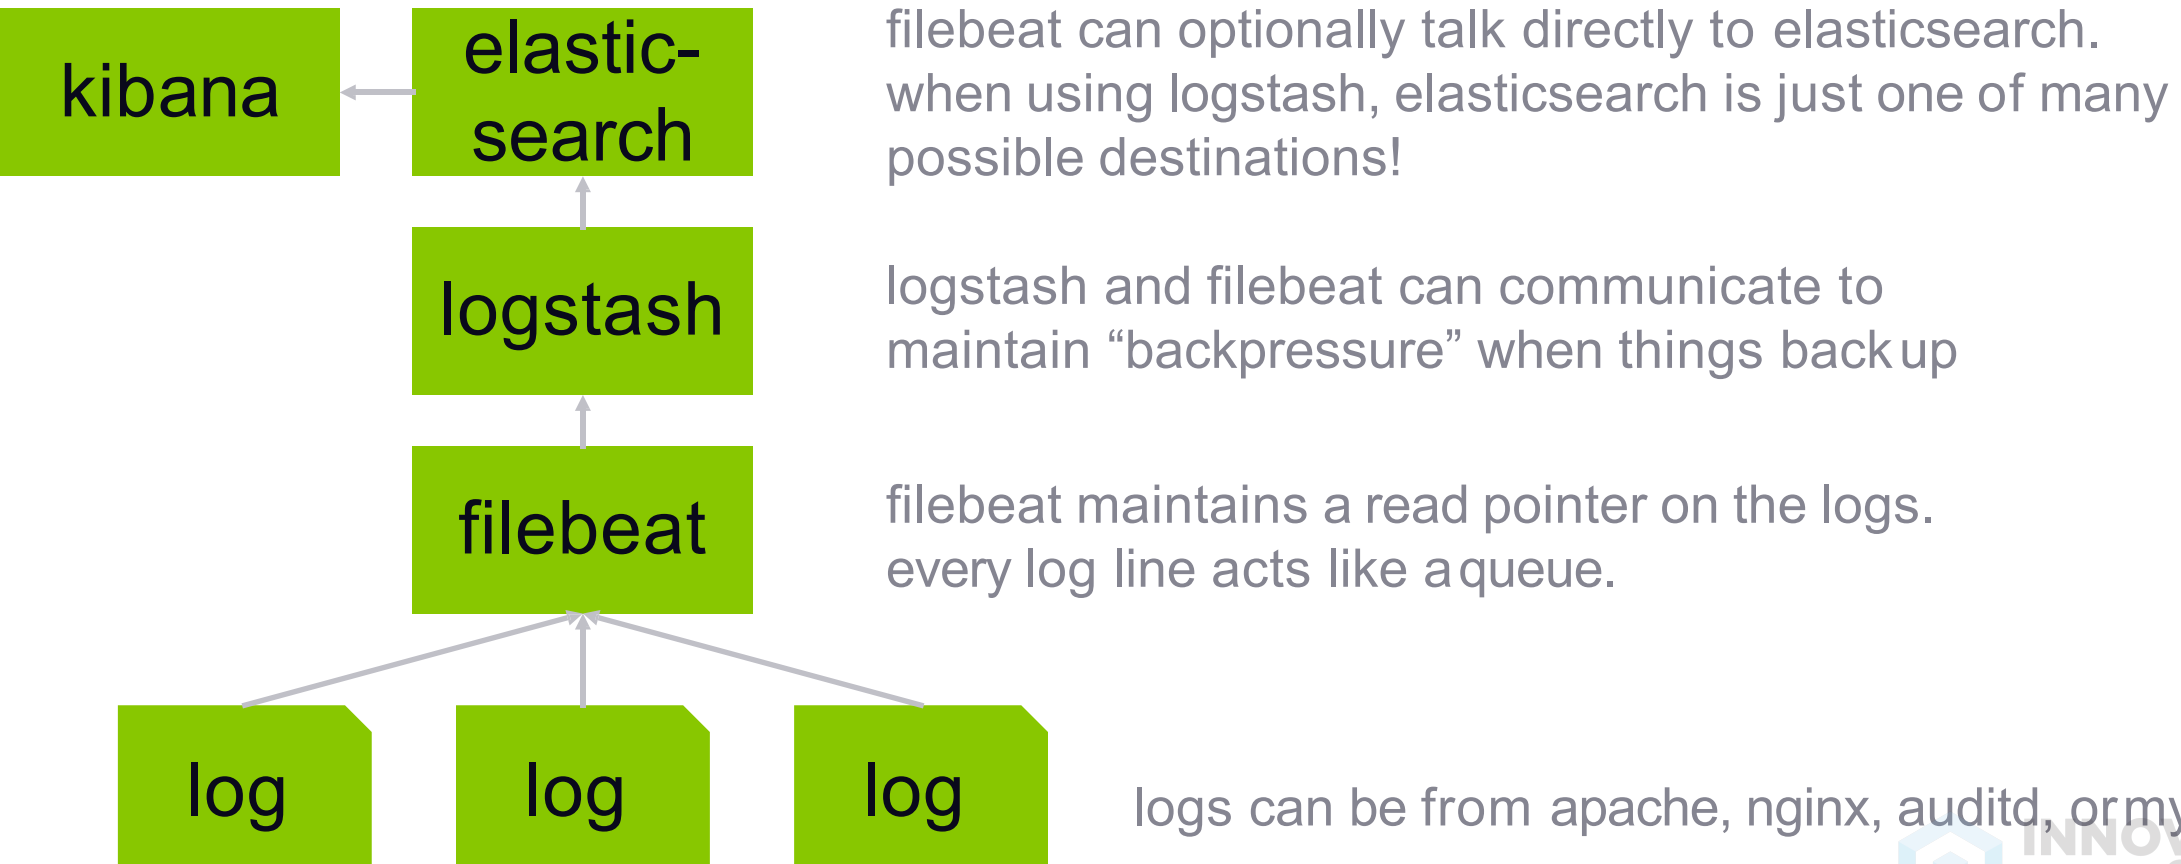 kibana
elastic-
search
filebeat can optionally talk directly to elasticsearch.
when using logstash, elasticsearch is just one of many
possible destinations!
logstash
logstash and filebeat can communicate to
maintain “backpressure” when things back up
filebeat
filebeat maintains a read pointer on the logs.
every log line acts like a queue.
log
log
log
logs can be from apache, nginx, auditd, or my